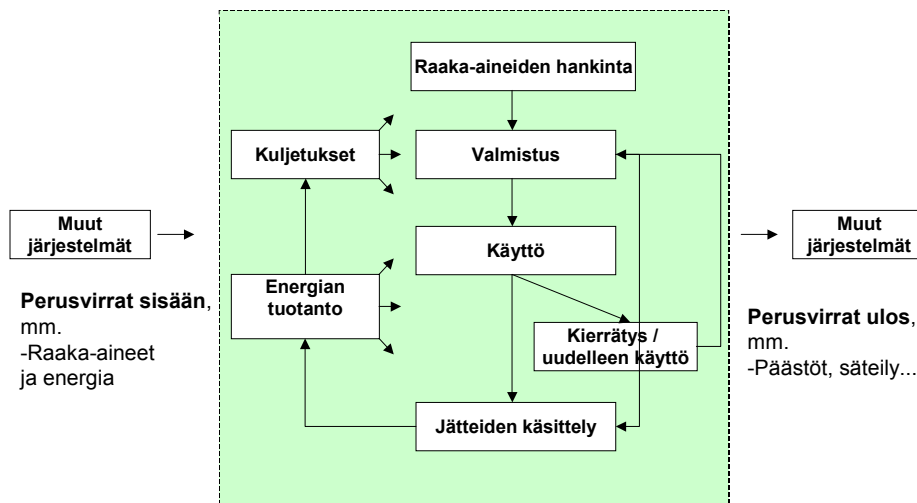 Raaka-aineiden hankinta
Kuljetukset
Valmistus
Muut
järjestelmät
Käyttö
Muut
järjestelmät
Energian
tuotanto
Perusvirrat sisään,
mm.
-Raaka-aineet
ja energia
Kierrätys /
uudelleen käyttö
Perusvirrat ulos,
mm.
-Päästöt, säteily...
Jätteiden käsittely